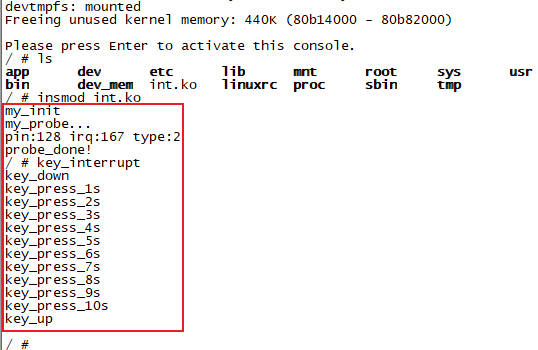 devtmpfs: mounted
Freeing unused kernel memory: 440K (80b14000 - 80b82000)
Please press Enter to activate this console.
/ # ls
app dev etc lib mnt root sys usr
bin dev_mem int.ko linuxrc proc sbin tmp
/ # insmod int.ko
my_init
my_probe...
pin:128 irq:167 type:2
probe_done!
/ # key_interrupt
key_down
key_press_1s
key_press_2s
key_press_3s
key_press_4s
key_press_5s
key_press_6s
key_press_7s
key_press_8s
key_press_9s
key_press_10s
key_up
/ #